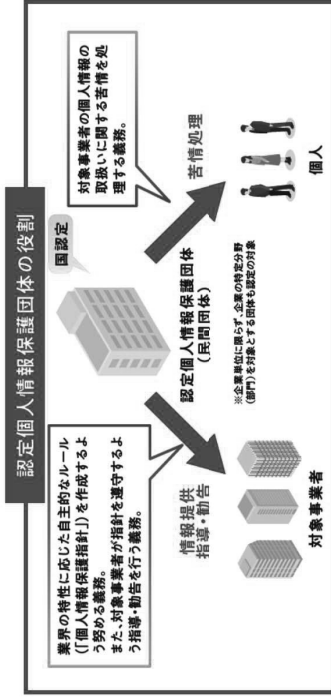 認定個人情報保護団体の役割
国認定
業界の特性に応じた自主的なルール
(「個人情報保護指針」)を作成するよ
う努める義務。
また、対象事業者が指針を遵守するよ
う指導・勧告を行う義務。
対象事業者の個人情報の
取扱いに関する苦情を処
理する義務。
情報提供
指導・勧告
認定個人情報保護団体
(民間団体)
苦情処理
※企業単位に限らず、企業の特定分野
(部門)を対象とする団体も認定の対象
対象事業者
個人